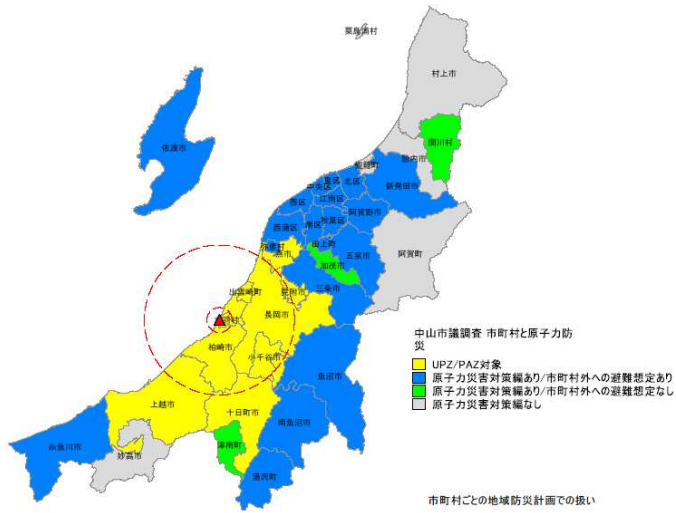 粟島浦村
村上市
関川村
胎内市
佐渡市
聖籠町
新発田市
東区
北区
中央区
江南区
西区
阿賀野市
秋葉区
南区
西蒲区
田上町
五泉市
阿賀町
弥彦村
燕市
加茂市
三条市
見附市
出雲崎町
長岡市
刈羽村
柏崎市
小千谷市
魚沼市
上越市
十日町市
南魚沼市
糸魚川市
妙高市
津南町
湯沢町
中山市議調査 市町村と原子力防
災
UPZ/PAZ対象
原子力災害対策編あり/市町村外への避難想定あり
原子力災害対策編あり/市町村外への避難想定なし
原子力災害対策編なし
市町村ごとの地域防災計画での扱い